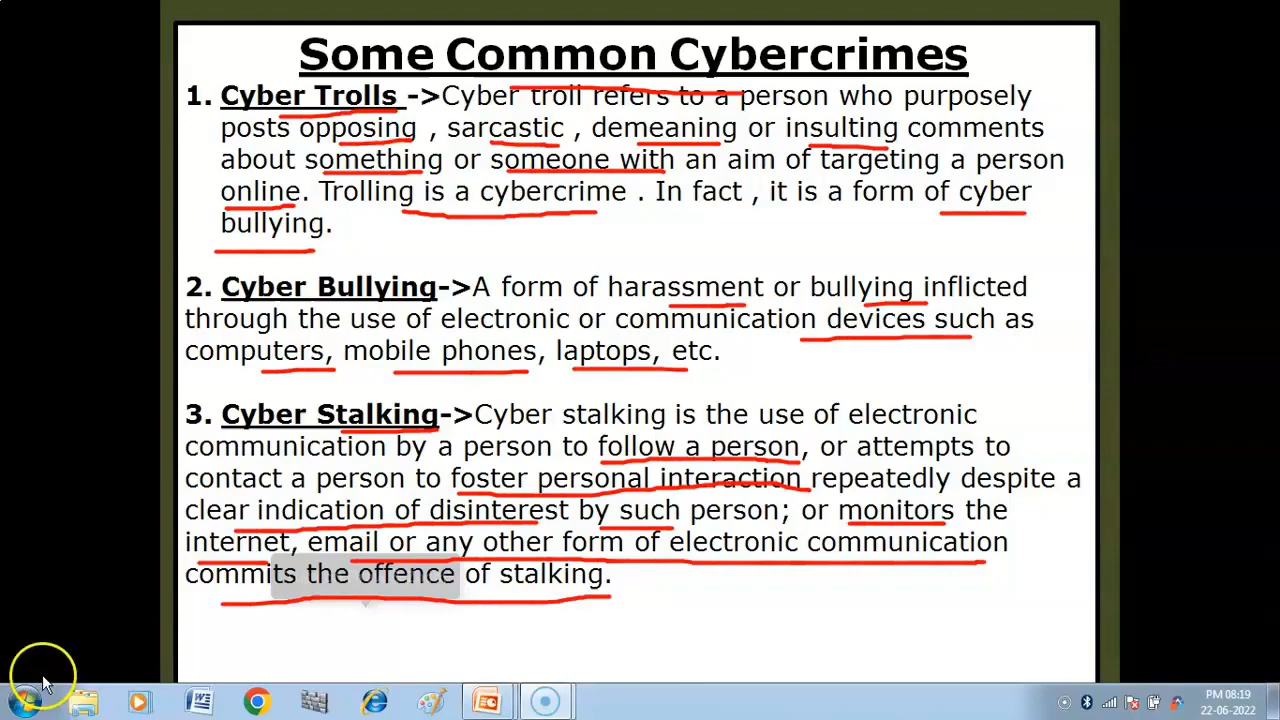 Some Common Cybercrimes
1. Cyber Trolls ->Cyber troll refers to a person who purposely
posts opposing , sarcastic , demeaning or insulting comments
about something or someone with an aim of targeting a person
online. Trolling is a cybercrime . In fact , it is a form of cyber
bullying.
2. Cyber Bullying->A form of harassment or bullying inflicted
through the use of electronic or communication devices such as
computers, mobile phones, laptops, etc.
3. Cyber Stalking->Cyber stalking is the use of electronic
communication by a person to follow a person, or attempts to
contact a person to foster personal interaction repeatedly despite a
clear indication of disinterest by such person; or monitors the
internet, email or any other form of electronic communication
commits the offence of stalking.
PM 08:19
22-06-2022